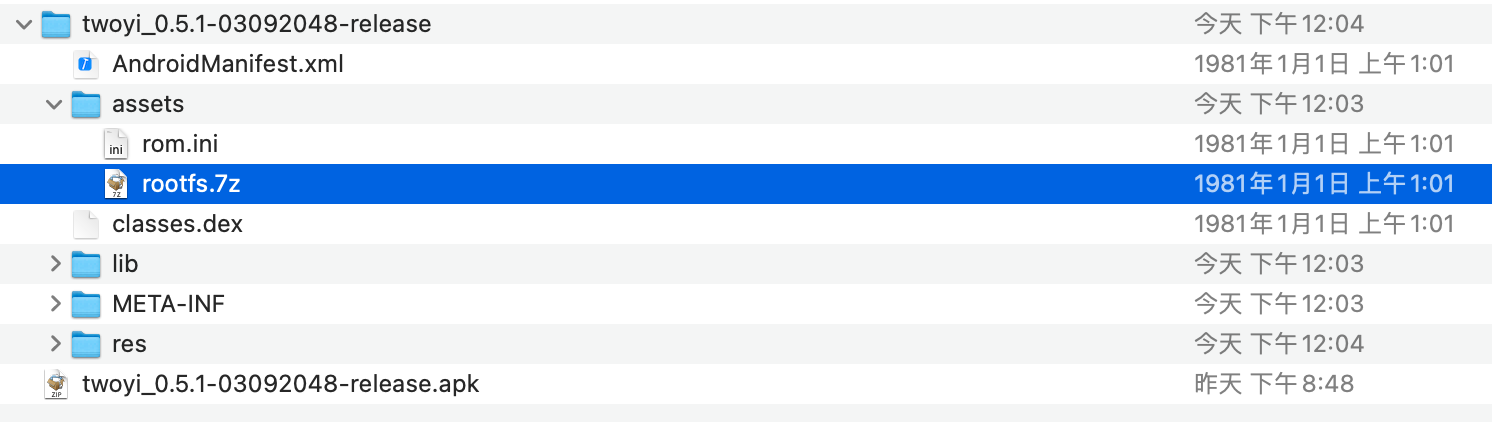 twoyi_0.5.1-03092048-release 今天 下午12:04
AndroidManifest.xml 1981年1月1日 上午1:01
assets 今天 下午12:03
ini rom.ini 1981年1月1日 上午1:01
7Z rootfs.7z 1981年1月1日 上午1:01
classes.dex 1981年1月1日 上午1:01
lib 今天 下午12:03
META-INF 今天 下午12:03
res 今天 下午12:04
ZIP twoyi_0.5.1-03092048-release.apk 昨天 下午8:48